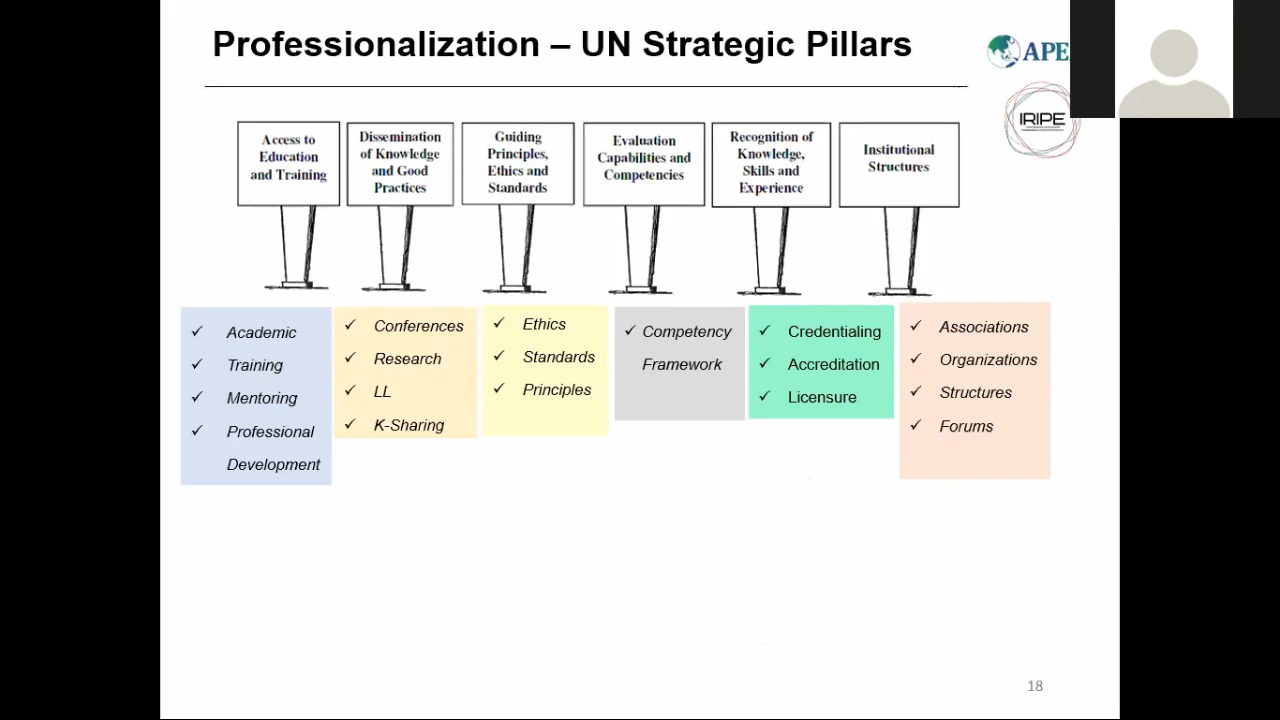 Professionalization – UN Strategic Pillars
APE
IRIPE
Access to
Education
and Training
Dissemination
of Knowledge
and Good
Practices
Guiding
Principles,
Ethics and
Standards
Evaluation
Capabilities and
Competencies
Recognition of
Knowledge,
Skills and
Experience
Institutional
Structures
✓ Academic
✓ Training
✓ Mentoring
✓ Professional
Development
✓ Conferences
✓ Research
✓ LL
✓ K-Sharing
✓ Ethics
✓ Standards
✓ Principles
✓ Competency
Framework
✓ Credentialing
✓ Accreditation
✓ Licensure
✓ Associations
✓ Organizations
✓ Structures
✓ Forums
18